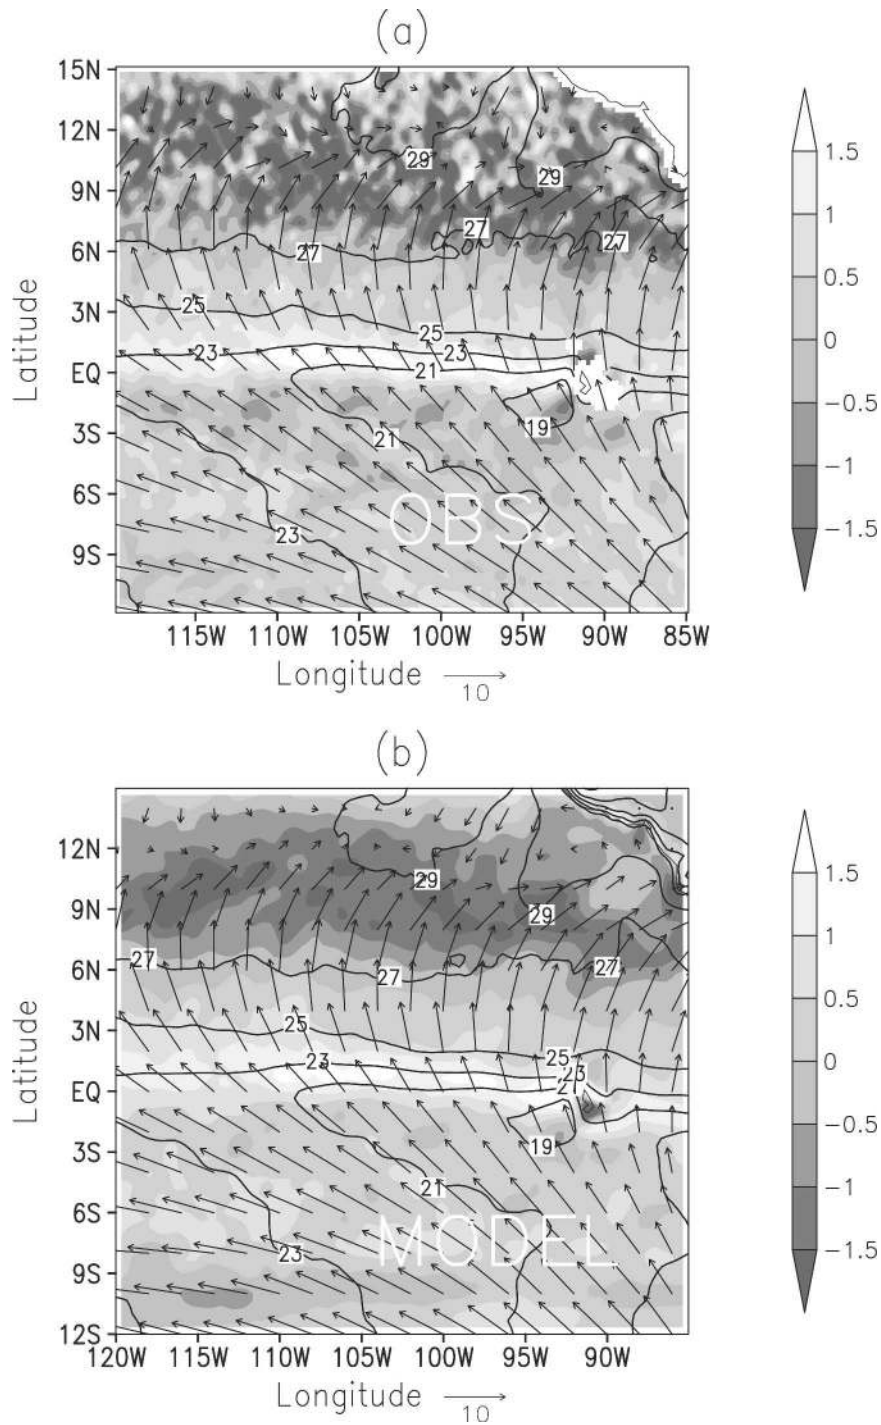 (a)
15N
12N
9N
6N
3N
EQ
3S
6S
9S
Latitude
29
29
27
27
27
25
25
23
23
21
19
21
23
OBS
115W 110W 105W 100W 95W 90W 85W
Longitude
10
1.5
1
0.5
0
-0.5
-1
-1.5
(b)
12N
9N
6N
3N
EQ
3S
6S
9S
12S
Latitude
29
29
27
27
27
25
25
23
23
19
21
23
MODEL
120W 115W 110W 105W 100W 95W 90W
Longitude
10
1.5
1
0.5
0
-0.5
-1
-1.5